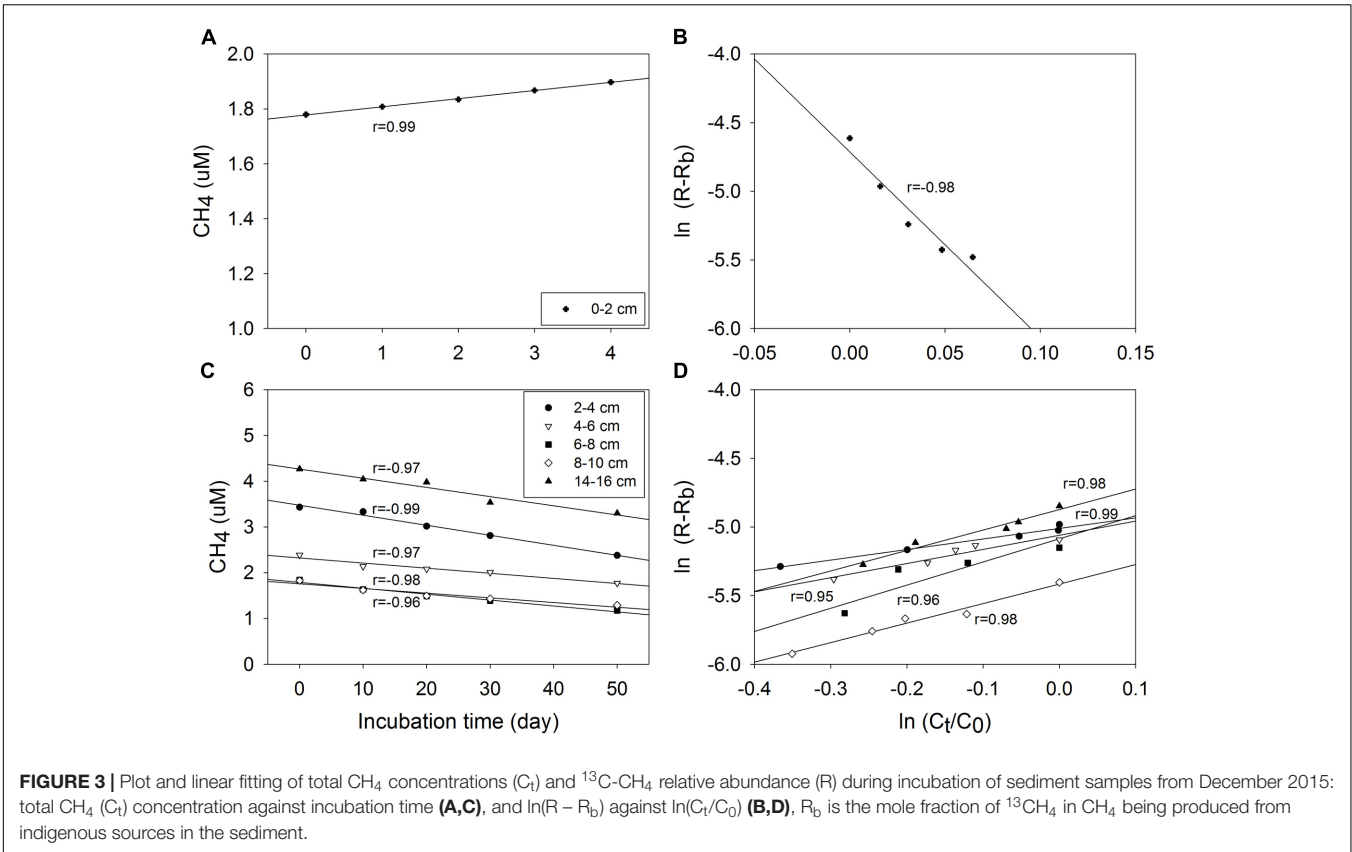 A
B
2.0
1.8
1.6
1.4
1.2
1.0
CH4 (uM)
r=0.99
0-2 cm
0 1 2 3 4
-4.0
-4.5
-5.0
-5.5
-6.0
ln (R-Rb)
r=-0.98
-0.05 0.00 0.05 0.10 0.15
C
D
6
5
4
3
2
1
0
CH4 (uM)
2-4 cm
4-6 cm
6-8 cm
8-10 cm
14-16 cm
r=-0.97
r=-0.99
r=-0.97
r=-0.98
r=-0.96
0 10 20 30 40 50
Incubation time (day)
-4.0
-4.5
-5.0
-5.5
-6.0
ln (R-Rb)
r=0.98
r=0.99
r=0.95
r=0.96
r=0.98
-0.4 -0.3 -0.2 -0.1 0.0 0.1
ln (Ct/C0)
FIGURE 3 | Plot and linear fitting of total CH4 concentrations (Ct) and 13C-CH4 relative abundance (R) during incubation of sediment samples from December 2015:
total CH4 (Ct) concentration against incubation time (A,C), and ln(R – Rb) against ln(Ct/C0) (B,D), Rb is the mole fraction of 13CH4 in CH4 being produced from
indigenous sources in the sediment.